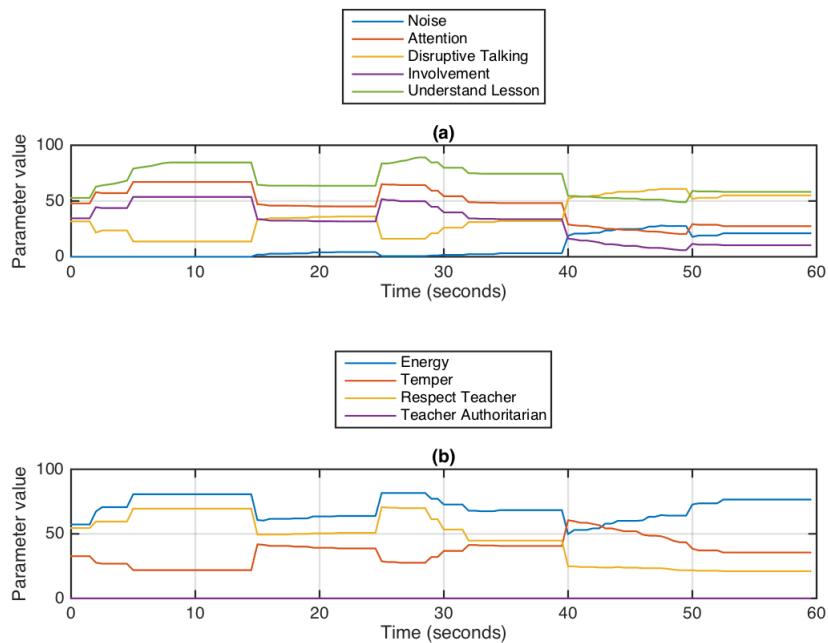 Noise
Attention
Disruptive Talking
Involvement
Understand Lesson
(a)
100
50
0
Parameter value
0 10 20 30 40 50 60
Time (seconds)
Energy
Temper
Respect Teacher
Teacher Authoritarian
(b)
100
50
0
Parameter value
0 10 20 30 40 50 60
Time (seconds)